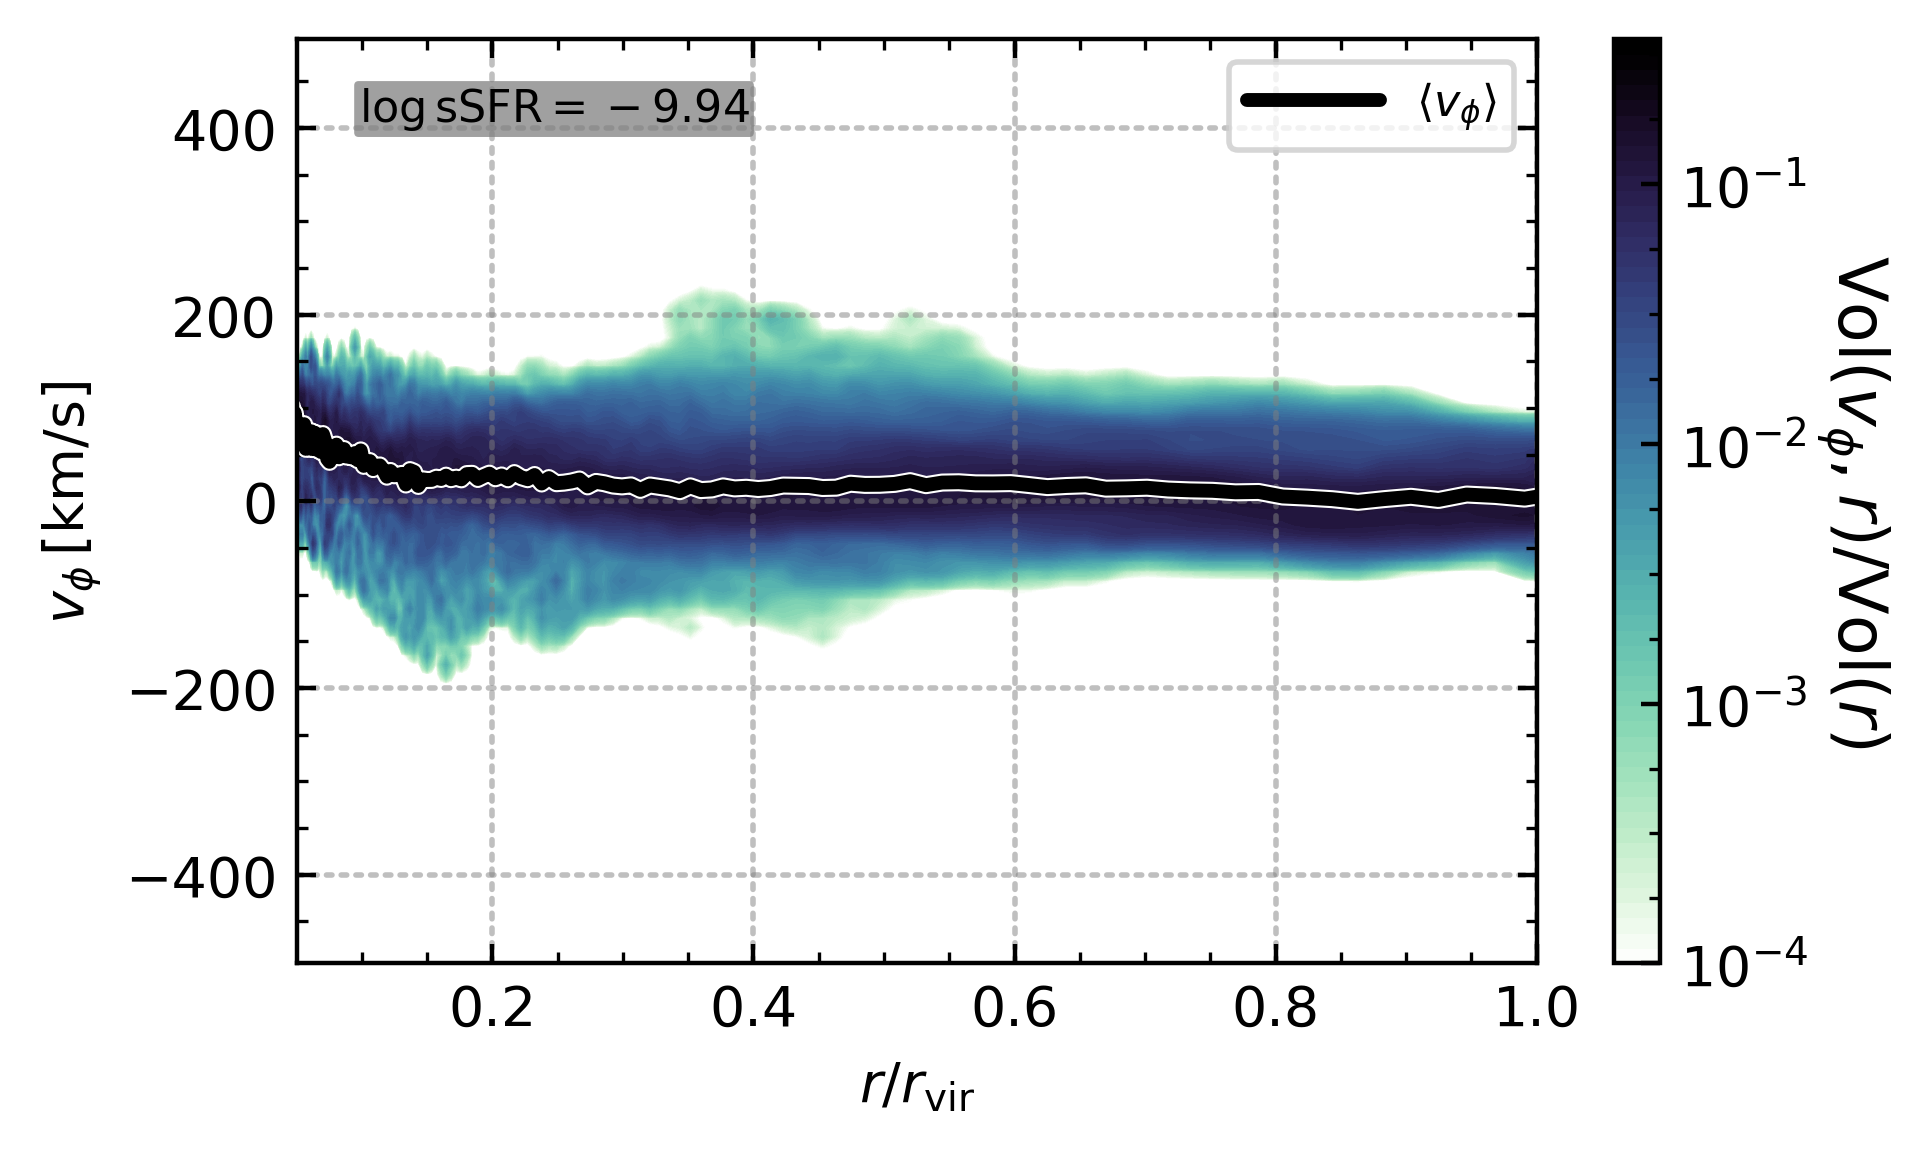 log sSFR = − 9.94
⟨v_ϕ⟩
400
200
0
−200
−400
v_ϕ [km/s]
0.2
0.4
0.6
0.8
1.0
r/r_vir
10⁻¹
10⁻²
10⁻³
10⁻⁴
Vol(v_ϕ, r)/Vol(r)